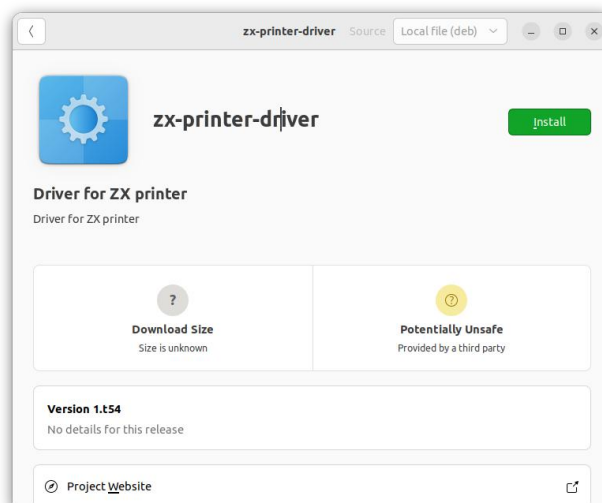 zx-printer-driver Source Local file (deb)
zx-printer-driver
Install
Driver for ZX printer
Driver for ZX printer
?
Download Size
Size is unknown
?
Potentially Unsafe
Provided by a third party
Version 1.t54
No details for this release
Project Website